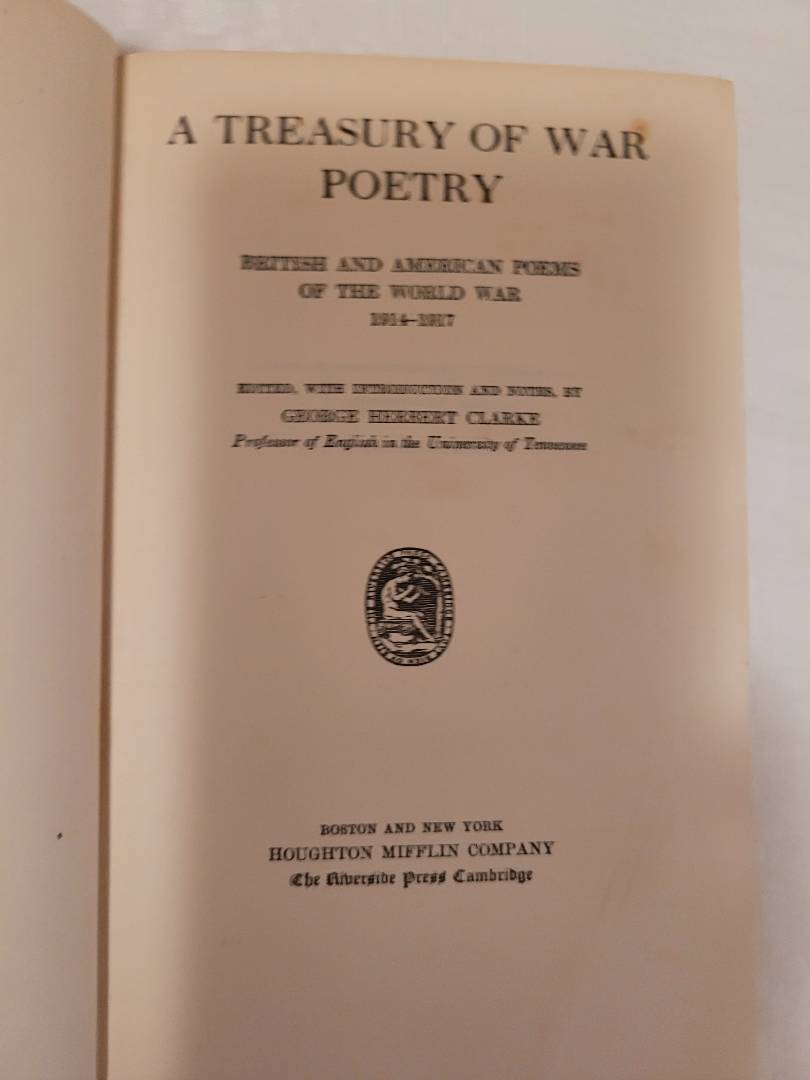 A TREASURY OF WAR
POETRY
BRITISH AND AMERICAN POEMS
OF THE WORLD WAR
1914-1917
EDITED, WITH INTRODUCTION AND NOTES, BY
GEORGE HERBERT CLARKE
Professor of English in the University of Tennessee
BOSTON AND NEW YORK
HOUGHTON MIFFLIN COMPANY
The Riverside Press Cambridge